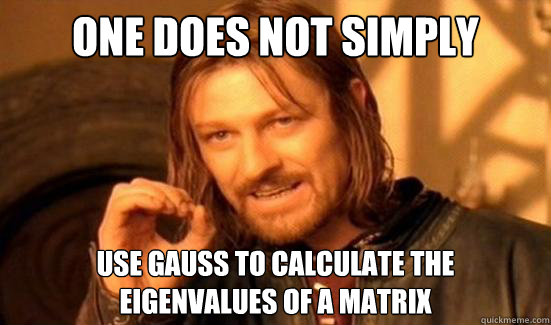 ONE DOES NOT SIMPLY
USE GAUSS TO CALCULATE THE
EIGENVALUES OF A MATRIX
quickmeme.com